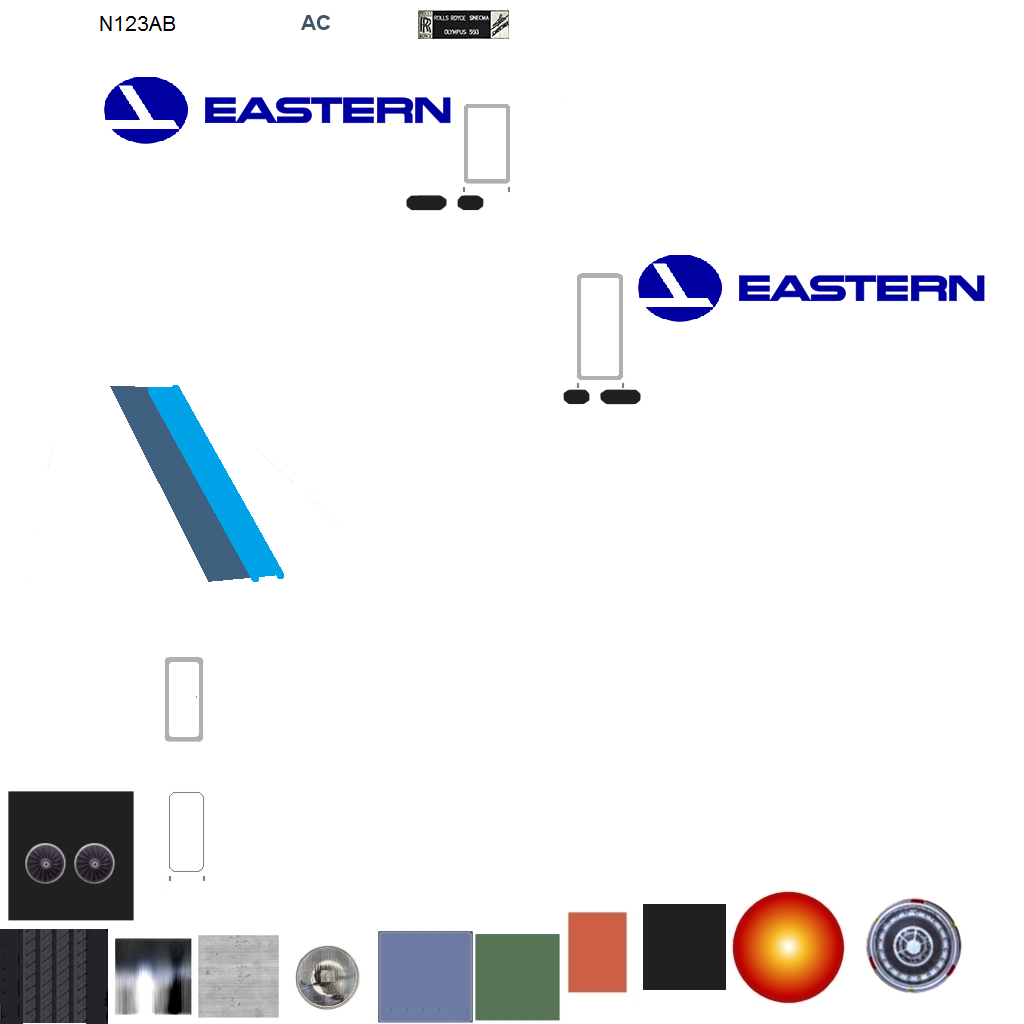 N123AB
AC
ROLLS ROYCE SNECMA
OLYMPUS 593
EASTERN
EASTERN